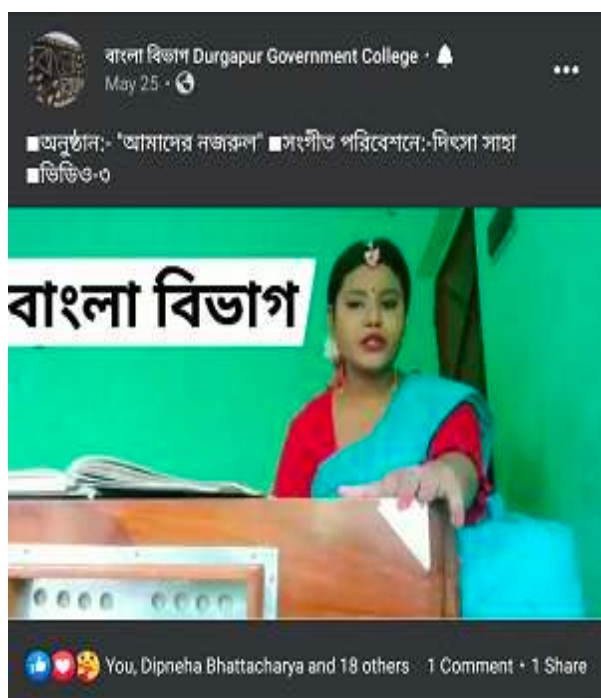 বাংলা বিভাগ Durgapur Government College ·
May 25 ·
■অনুষ্ঠান:- "আমাদের নজরুল" ■সংগীত পরিবেশনে:-দিৎসা সাহা
■ভিডিও-৩
বাংলা বিভাগ
You, Dipneha Bhattacharya and 18 others 1 Comment • 1 Share